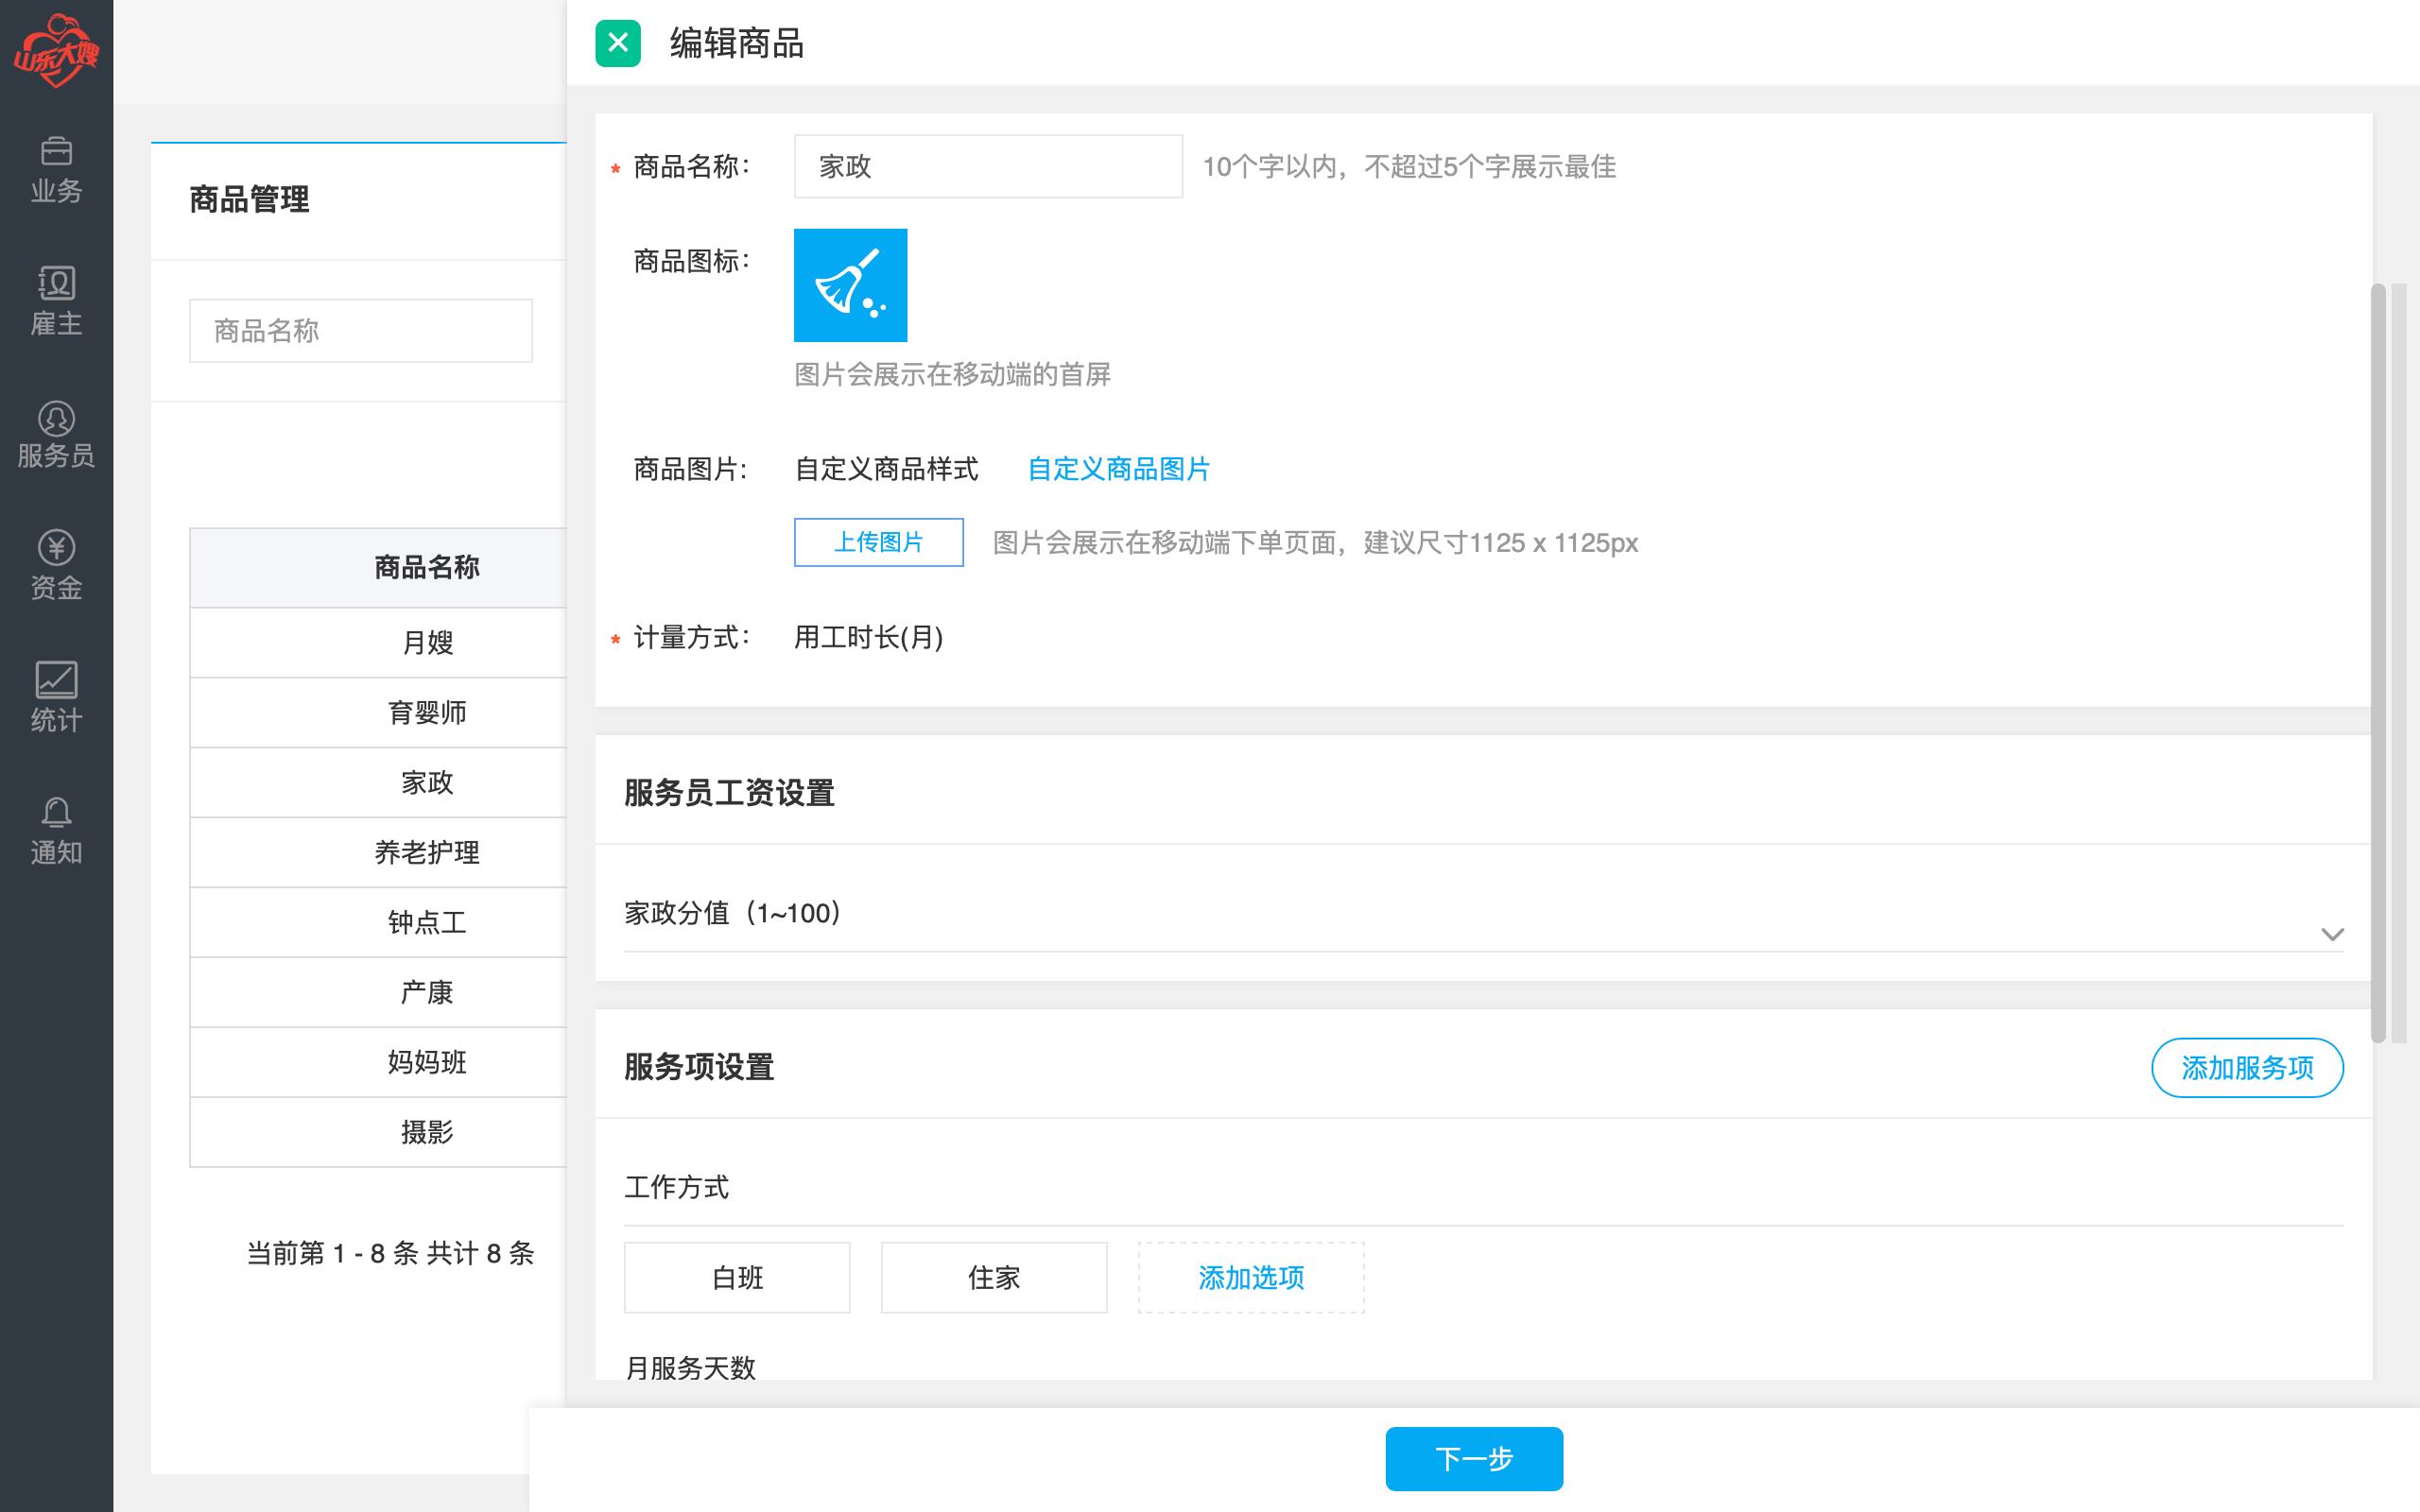 山东大嫂
业务
雇主
服务员
资金
统计
通知
商品管理
商品名称
商品名称
月嫂
育婴师
家政
养老护理
钟点工
产康
妈妈班
摄影
当前第 1 - 8 条 共计 8 条
编辑商品
* 商品名称： 家政 10个字以内，不超过5个字展示最佳
商品图标：
图片会展示在移动端的首屏
商品图片: 自定义商品样式 自定义商品图片
上传图片 图片会展示在移动端下单页面，建议尺寸1125 x 1125px
* 计量方式： 用工时长(月)
服务员工资设置
家政分值（1~100）
服务项设置 添加服务项
工作方式
白班 住家 添加选项
月服务天数
下一步